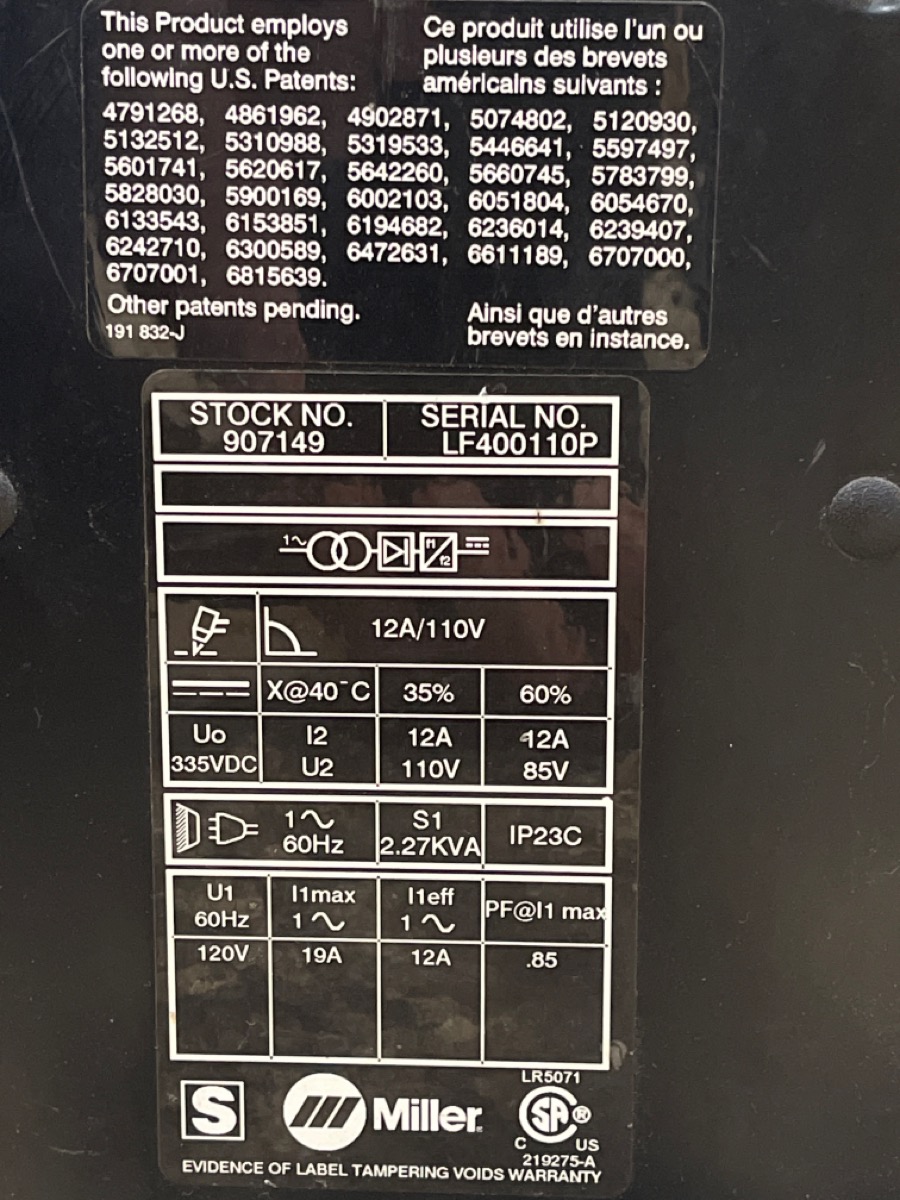 This Product employs
one or more of the
following U.S. Patents:
Ce produit utilise l'un ou
plusieurs des brevets
américains suivants :
4791268, 4861962, 4902871, 5074802, 5120930,
5132512, 5310988, 5319533, 5446641, 5597497,
5601741, 5620617, 5642260, 5660745, 5783799,
5828030, 5900169, 6002103, 6051804, 6054670,
6133543, 6153851, 6194682, 6236014, 6239407,
6242710, 6300589, 6472631, 6611189, 6707000,
6707001, 6815639.
Other patents pending.
191 832-J
Ainsi que d'autres
brevets en instance.
STOCK NO. SERIAL NO.
907149 LF400110P
1~ f1 f2
12A/110V
X@40¯C 35% 60%
Uo I2 12A 12A
335VDC U2 110V 85V
1~ S1 IP23C
60Hz 2.27KVA
U1 I1max I1eff PF@I1 max
60Hz 1~ 1~
120V 19A 12A .85
LR5071
S Miller SA®
C US
219275-A
EVIDENCE OF LABEL TAMPERING VOIDS WARRANTY